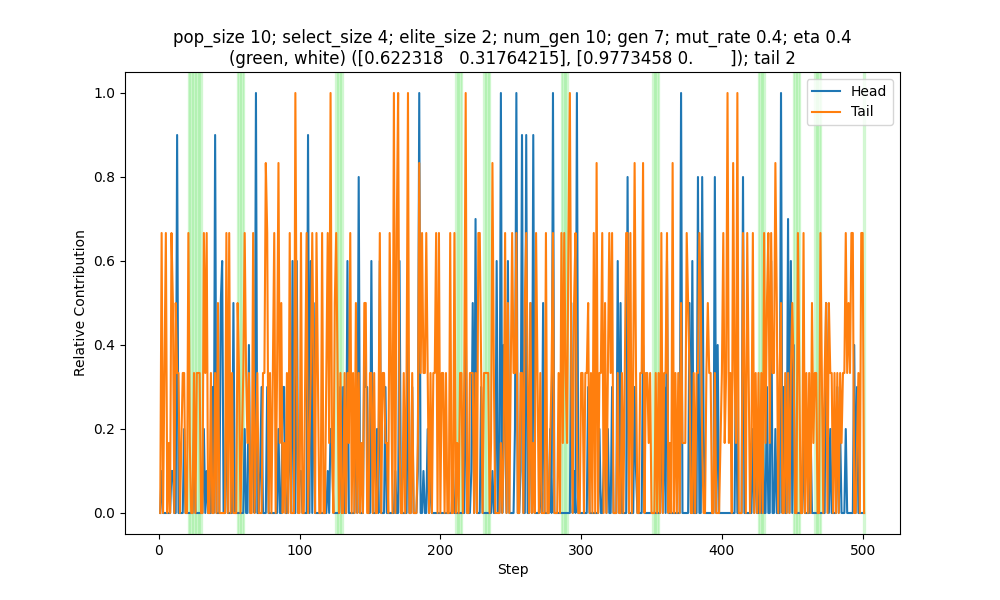 pop_size 10; select_size 4; elite_size 2; num_gen 10; gen 7; mut_rate 0.4; eta 0.4
(green, white) ([0.622318   0.31764215], [0.9773458 0.        ]); tail 2
Head
Tail
Relative Contribution
1.0
0.8
0.6
0.4
0.2
0.0
0
100
200
300
400
500
Step